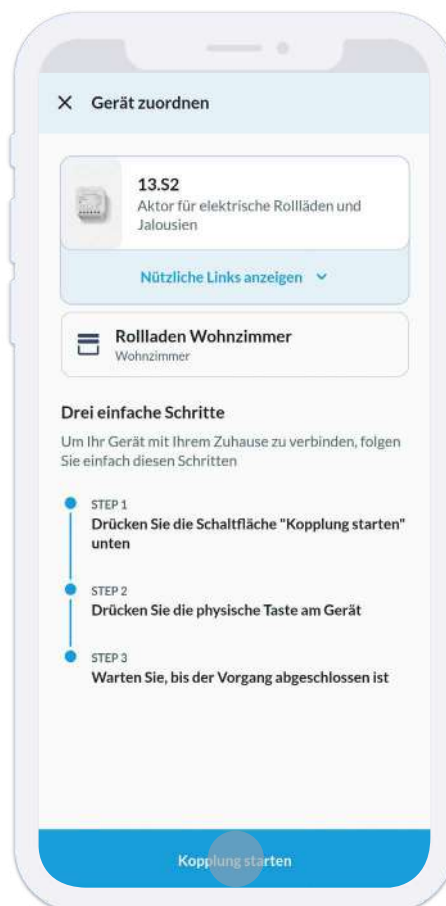 Gerät zuordnen
13.S2
Aktor für elektrische Rollläden und
Jalousien
Nützliche Links anzeigen
Rollladen Wohnzimmer
Wohnzimmer
Drei einfache Schritte
Um Ihr Gerät mit Ihrem Zuhause zu verbinden, folgen
Sie einfach diesen Schritten
STEP 1
Drücken Sie die Schaltfläche "Kopplung starten"
unten
STEP 2
Drücken Sie die physische Taste am Gerät
STEP 3
Warten Sie, bis der Vorgang abgeschlossen ist
Kopplung starten